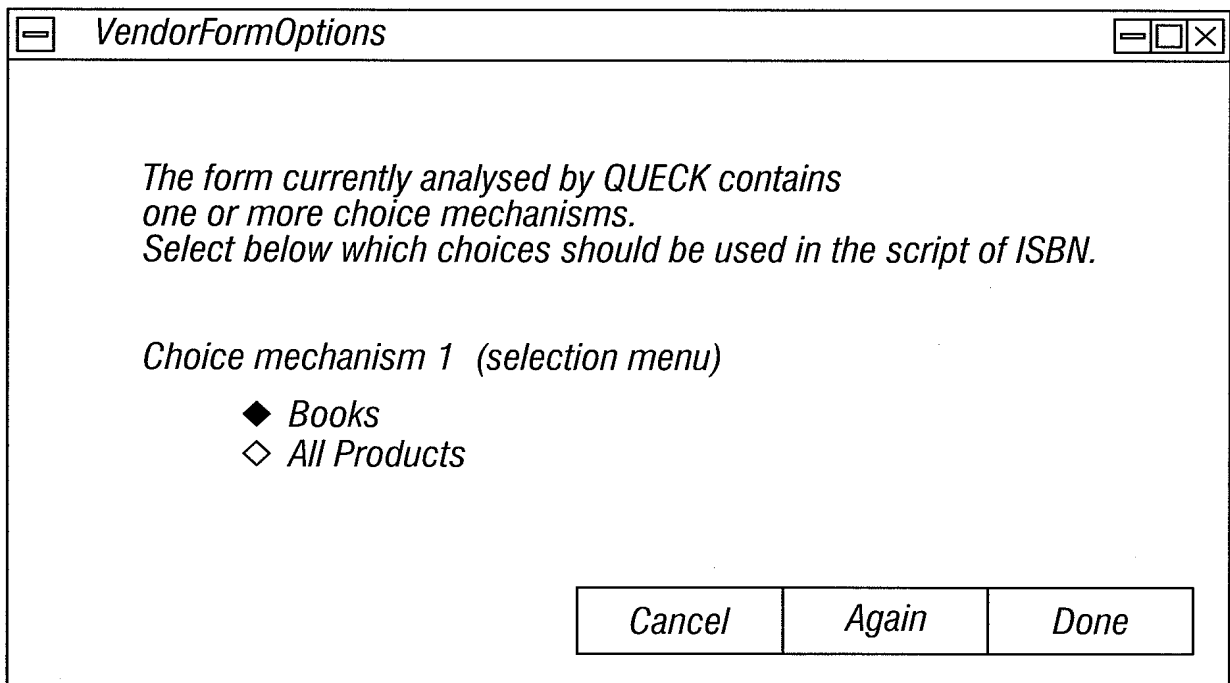 VendorFormOptions
The form currently analysed by QUECK contains
one or more choice mechanisms.
Select below which choices should be used in the script of ISBN.
Choice mechanism 1 (selection menu)
Books
All Products
Cancel Again Done